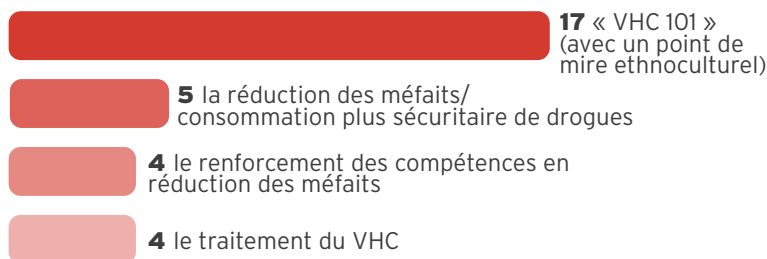 17 « VHC 101 »
(avec un point de
mire ethnoculturel)
5 la réduction des méfaits/
consommation plus sécuritaire de drogues
4 le renforcement des compétences en
réduction des méfaits
4 le traitement du VHC